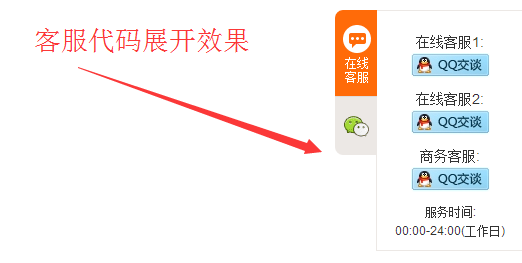 客服代码展开效果
在线
客服
在线客服1:
QQ交谈
在线客服2:
QQ交谈
商务客服:
QQ交谈
服务时间:
00:00-24:00(工作日)